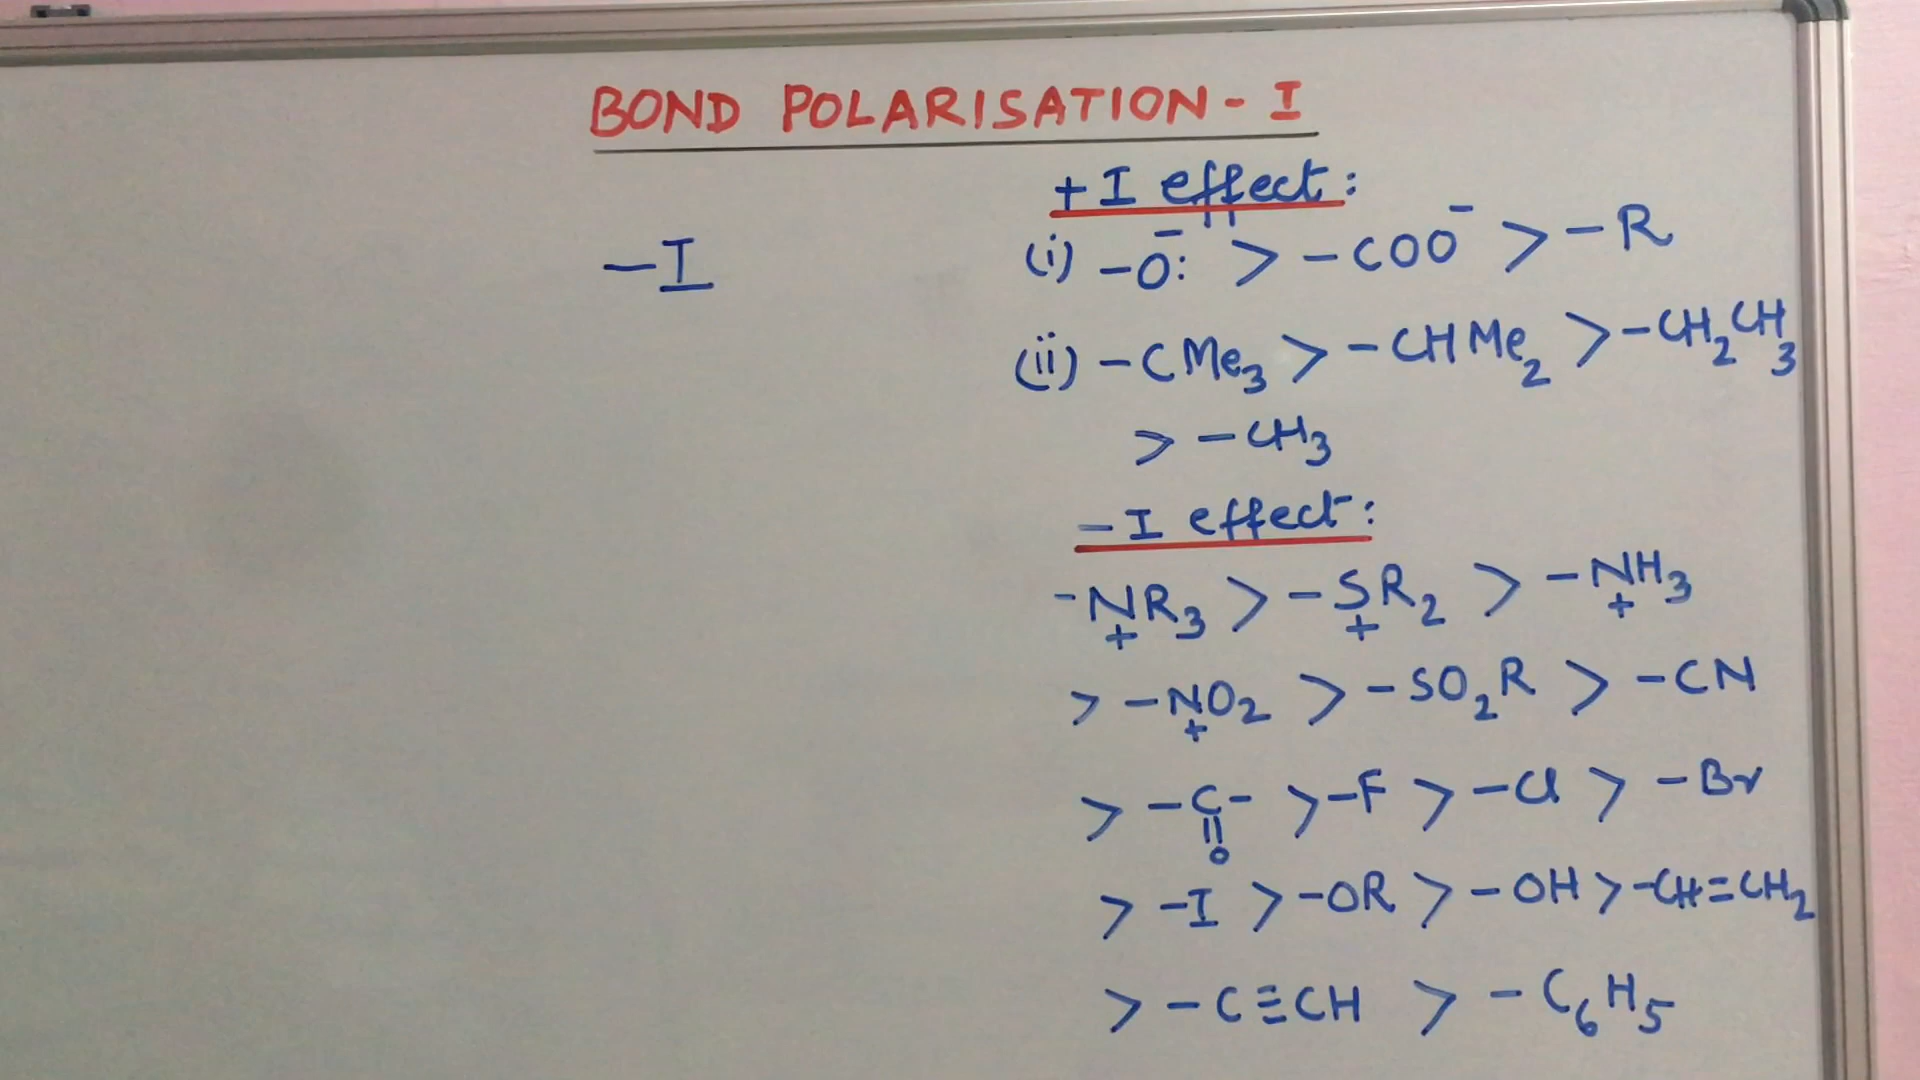 BOND POLARISATION - I
-I
+I effect:
(i) -Ö:⁻ > -COO⁻ > -R
(ii) -CMe₃ > -CHMe₂ > -CH₂CH₃
> -CH₃
-I effect:
-N⁺R₃ > -S⁺R₂ > -N⁺H₃
> -N⁺O₂ > -SO₂R > -CN
> -C(=O)- > -F > -Cl > -Br
> -I > -OR > -OH > -CH=CH₂
> -C≡CH > -C₆H₅